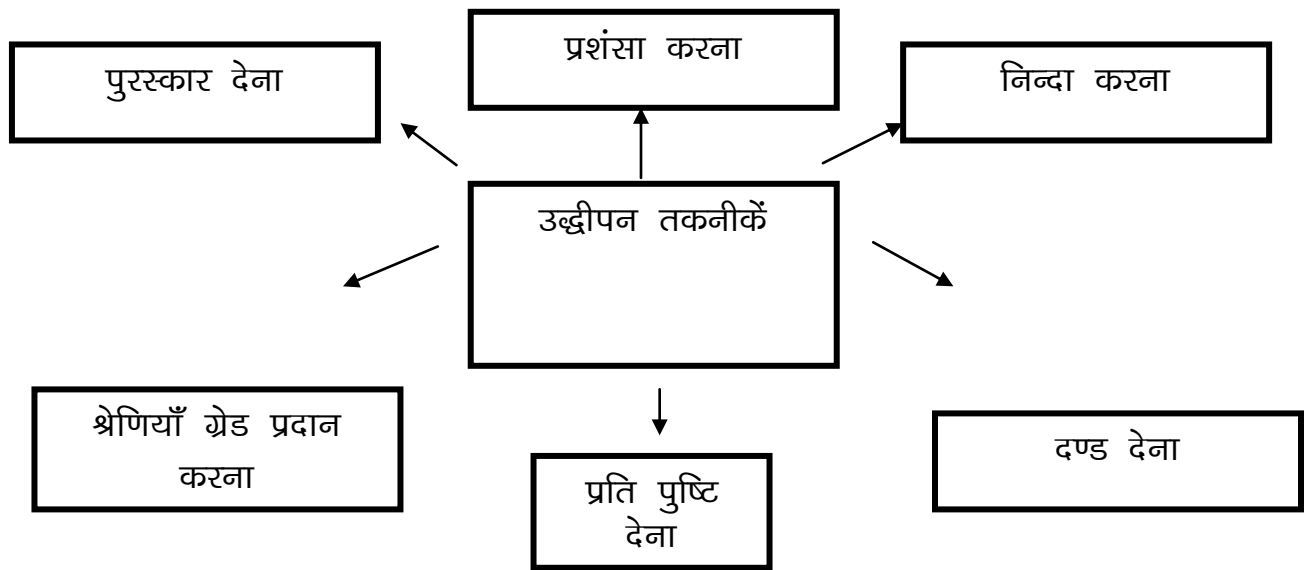 प्रशंसा करना
पुरस्कार देना
निन्दा करना
उद्धीपन तकनीकें
श्रेणियाँ ग्रेड प्रदान
करना
दण्ड देना
प्रति पुष्टि
देना